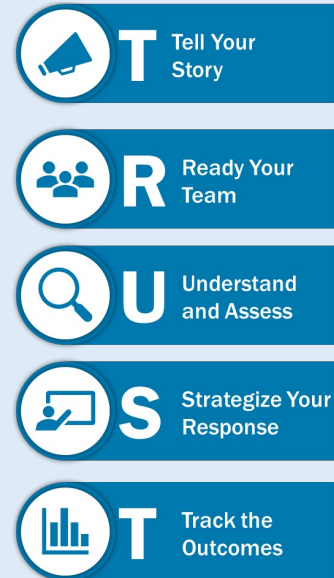 T
Tell Your
Story
R
Ready Your
Team
U
Understand
and Assess
S
Strategize Your
Response
T
Track the
Outcomes